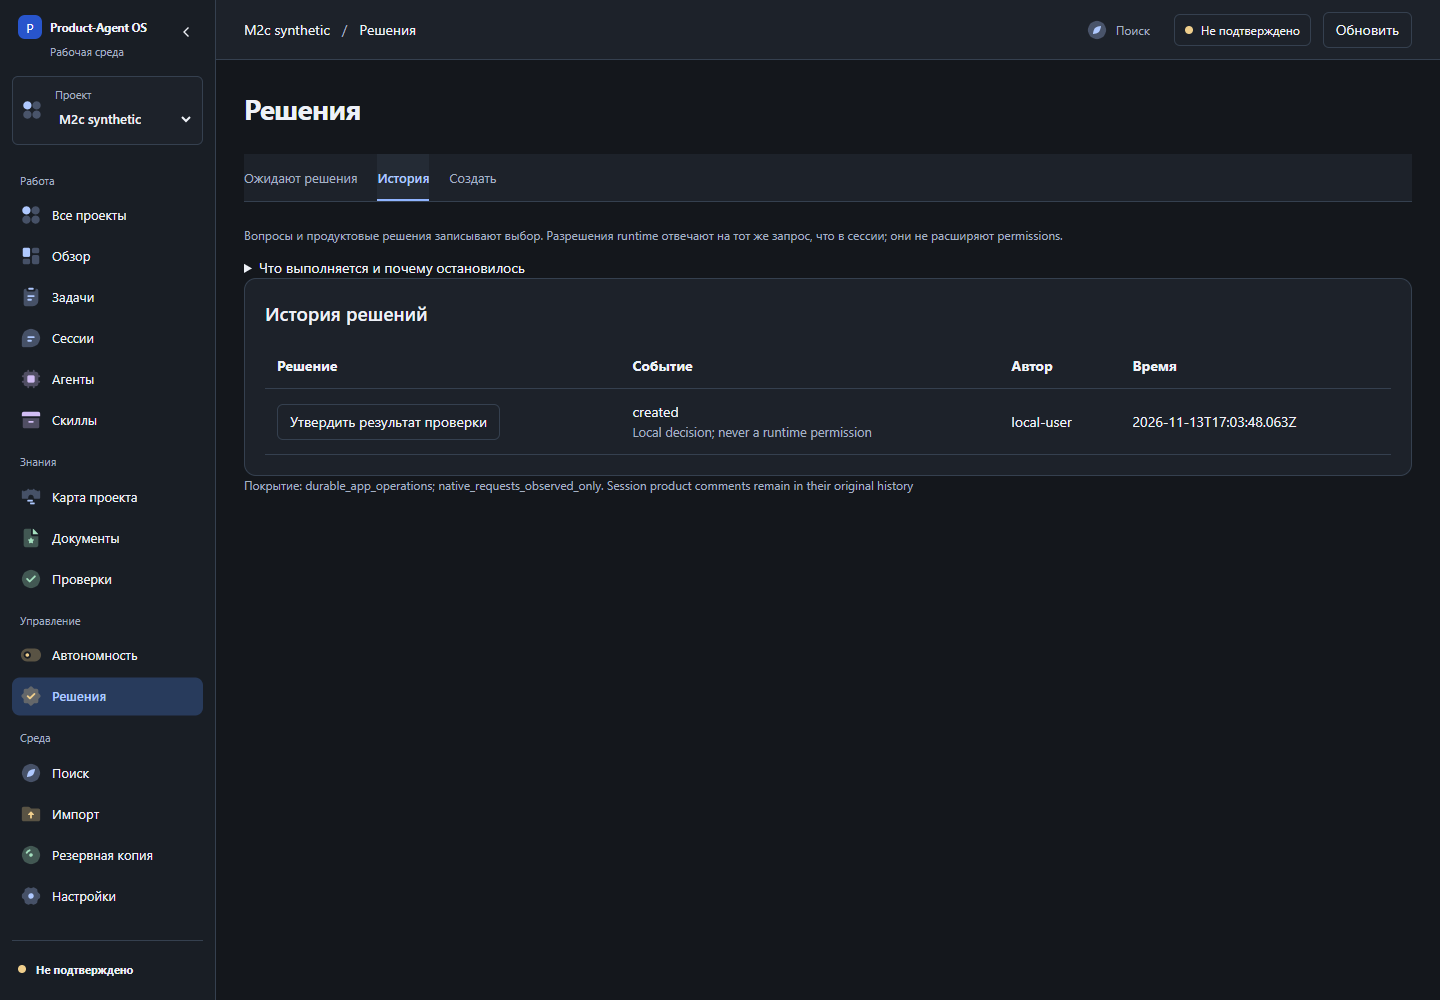 P
Product-Agent OS
Рабочая среда
Проект
M2c synthetic
Работа
Все проекты
Обзор
Задачи
Сессии
Агенты
Скиллы
Знания
Карта проекта
Документы
Проверки
Управление
Автономность
Решения
Среда
Поиск
Импорт
Резервная копия
Настройки
Не подтверждено
M2c synthetic / Решения
Поиск
Не подтверждено
Обновить
Решения
Ожидают решения История Создать
Вопросы и продуктовые решения записывают выбор. Разрешения runtime отвечают на тот же запрос, что в сессии; они не расширяют permissions.
Что выполняется и почему остановилось
История решений
Решение Событие Автор Время
Утвердить результат проверки
created
Local decision; never a runtime permission
local-user
2026-11-13T17:03:48.063Z
Покрытие: durable_app_operations; native_requests_observed_only. Session product comments remain in their original history